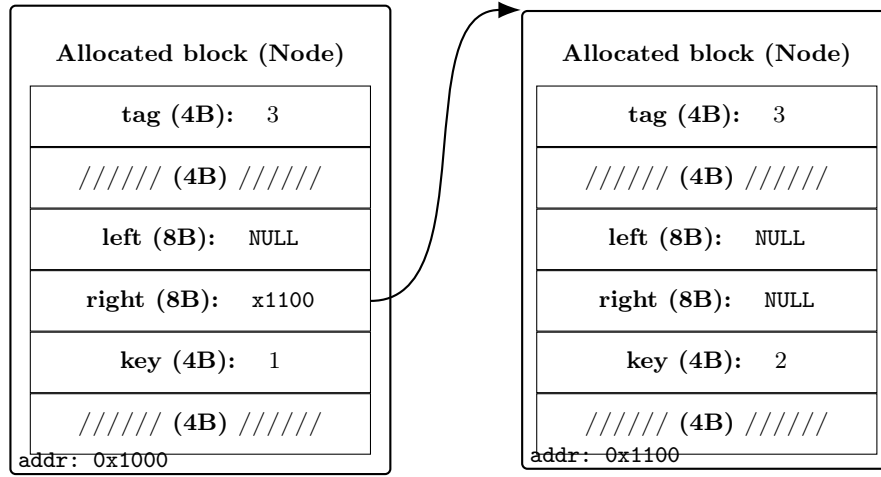 Allocated block (Node)
tag (4B): 3
////// (4B) //////
left (8B): NULL
right (8B): x1100
key (4B): 1
////// (4B) //////
addr: 0x1000
Allocated block (Node)
tag (4B): 3
////// (4B) //////
left (8B): NULL
right (8B): NULL
key (4B): 2
////// (4B) //////
addr: 0x1100